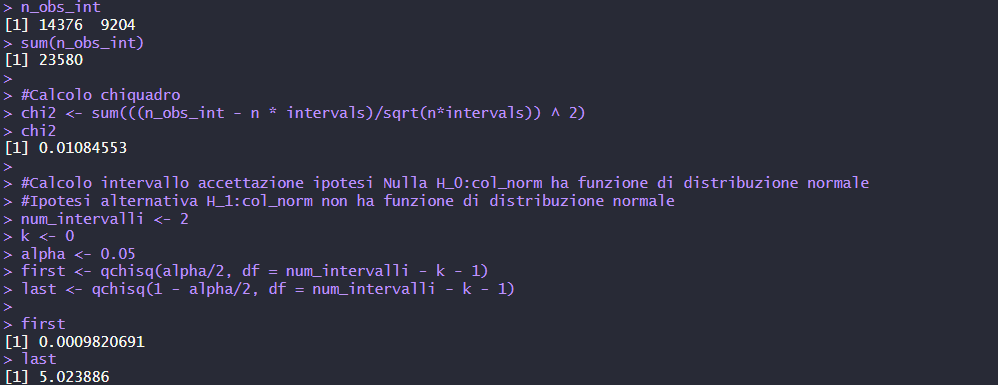 > n_obs_int
[1] 14376  9204
> sum(n_obs_int)
[1] 23580
>
> #Calcolo chiquadro
> chi2 <- sum(((n_obs_int - n * intervals)/sqrt(n*intervals)) ^ 2)
> chi2
[1] 0.01084553
>
> #Calcolo intervallo accettazione ipotesi Nulla H_0:col_norm ha funzione di distribuzione normale
> #Ipotesi alternativa H_1:col_norm non ha funzione di distribuzione normale
> num_intervalli <- 2
> k <- 0
> alpha <- 0.05
> first <- qchisq(alpha/2, df = num_intervalli - k - 1)
> last <- qchisq(1 - alpha/2, df = num_intervalli - k - 1)
>
> first
[1] 0.0009820691
> last
[1] 5.023886